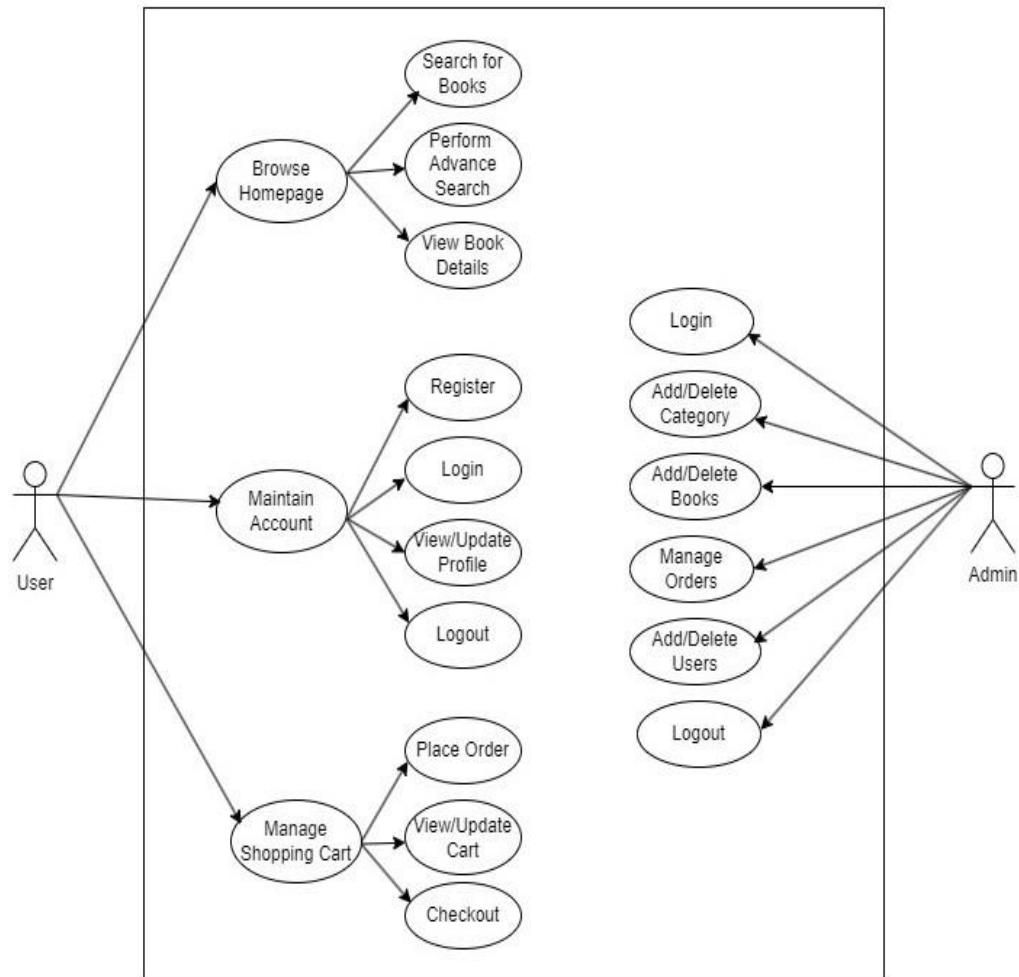 Search for
Books
Perform
Advance
Search
Browse
Homepage
View Book
Details
Login
Register
Add/Delete
Category
Login
Add/Delete
Books
Maintain
Account
User
View/Update
Profile
Manage
Orders
Admin
Logout
Add/Delete
Users
Logout
Place Order
Manage
Shopping Cart
View/Update
Cart
Checkout